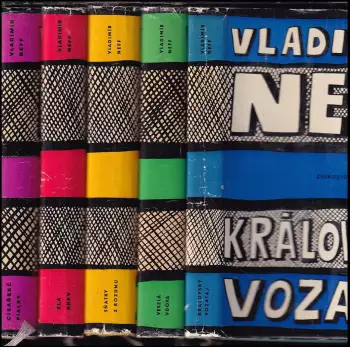 VLADIMÍR
NEFF
CÍSAŘSKÉ
FIALKY
VLADIMÍR
NEFF
ZLÁ
KREV
VLADIMÍR
NEFF
SŇATKY
Z ROZUMU
VLADIMÍR
NEFF
VESELÁ
VDOVA
VLADIMÍR
NEFF
KRÁLOVSKÝ
VOZATAJ
VLADI
NE
KRÁLO
VOZA